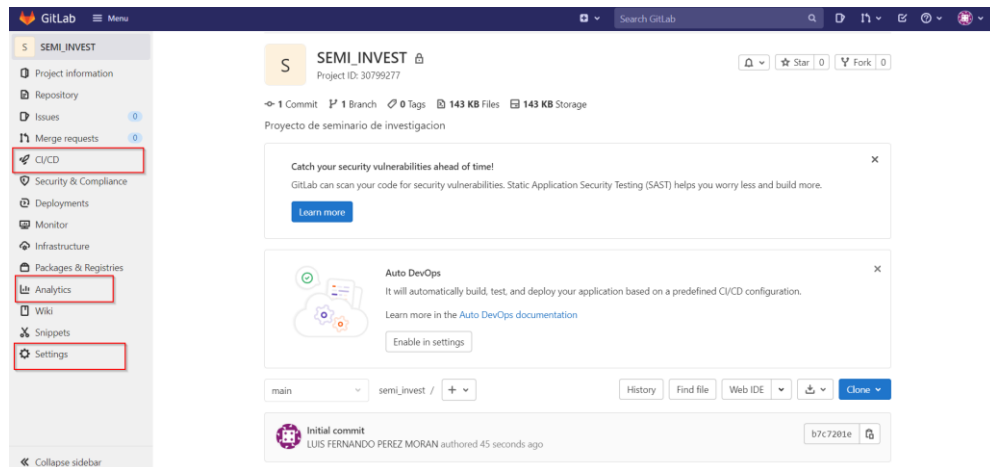 GitLab Menu Search GitLab
S SEMI_INVEST
Project information
Repository
Issues 0
Merge requests 0
CI/CD
Security & Compliance
Deployments
Monitor
Infrastructure
Packages & Registries
Analytics
Wiki
Snippets
Settings
Collapse sidebar
S SEMI_INVEST
Project ID: 30799277
Star 0 Fork 0
1 Commit 1 Branch 0 Tags 143 KB Files 143 KB Storage
Proyecto de seminario de investigacion
Catch your security vulnerabilities ahead of time!
GitLab can scan your code for security vulnerabilities. Static Application Security Testing (SAST) helps you worry less and build more.
Learn more
Auto DevOps
It will automatically build, test, and deploy your application based on a predefined CI/CD configuration.
Learn more in the Auto DevOps documentation
Enable in settings
main semi_invest / + History Find file Web IDE Clone
Initial commit
LUIS FERNANDO PEREZ MORAN authored 45 seconds ago
b7c7201e